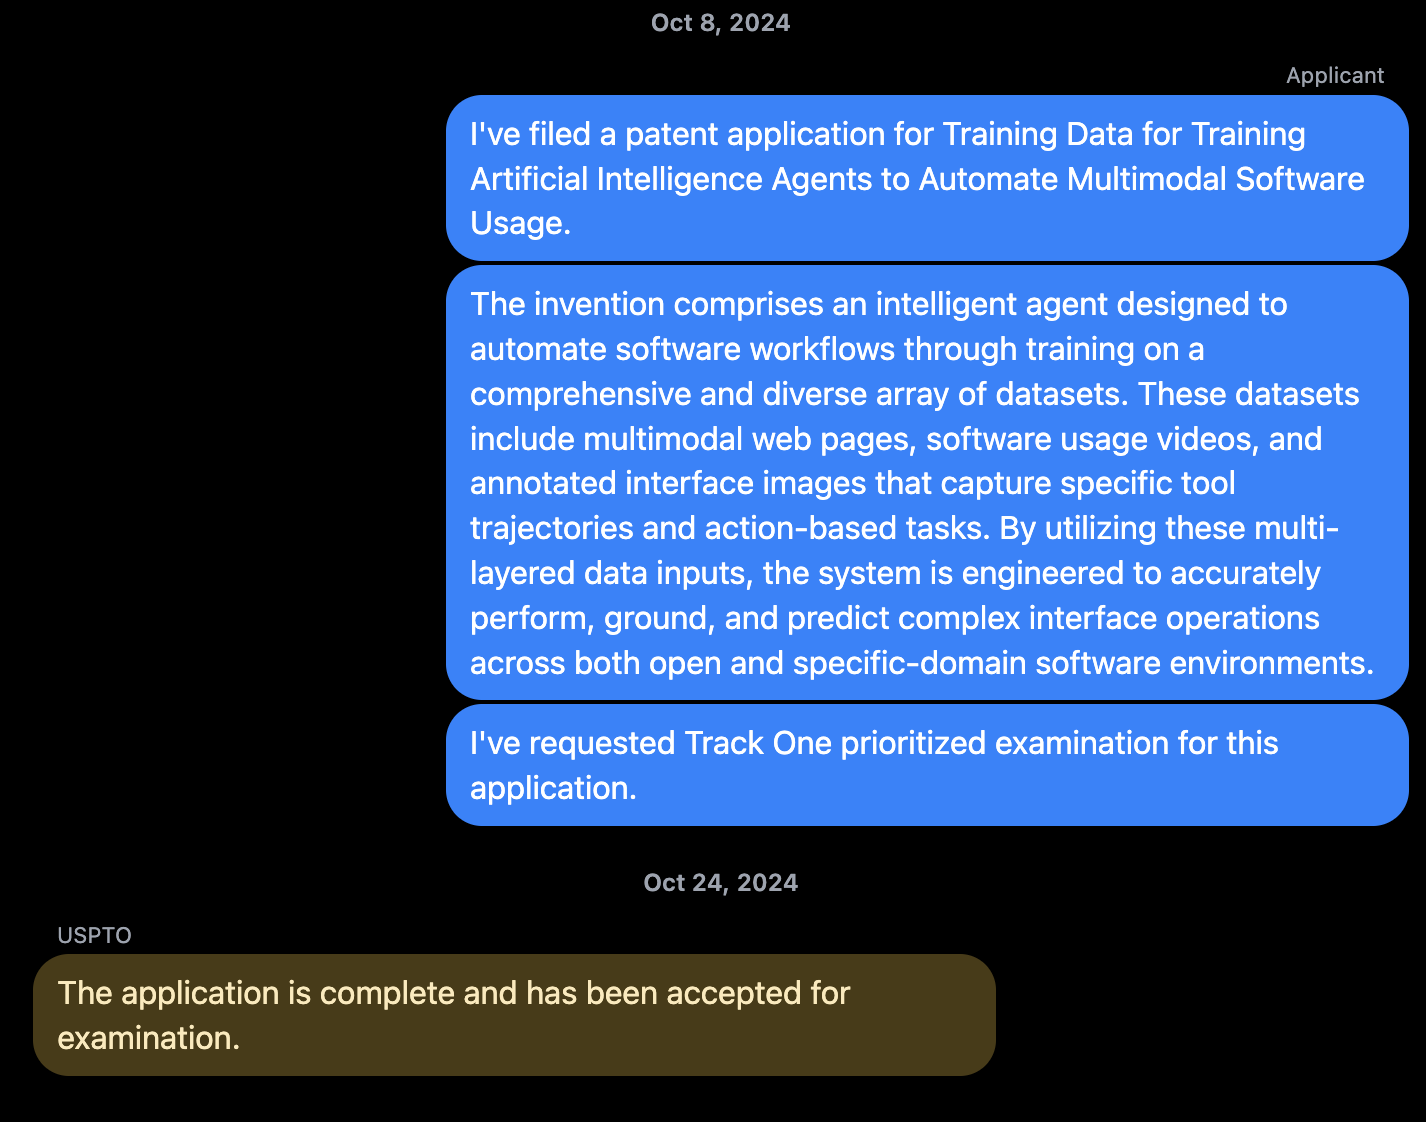 Oct 8, 2024
Applicant
I've filed a patent application for Training Data for Training
Artificial Intelligence Agents to Automate Multimodal Software
Usage.
The invention comprises an intelligent agent designed to
automate software workflows through training on a
comprehensive and diverse array of datasets. These datasets
include multimodal web pages, software usage videos, and
annotated interface images that capture specific tool
trajectories and action-based tasks. By utilizing these multi-
layered data inputs, the system is engineered to accurately
perform, ground, and predict complex interface operations
across both open and specific-domain software environments.
I've requested Track One prioritized examination for this
application.
Oct 24, 2024
USPTO
The application is complete and has been accepted for
examination.